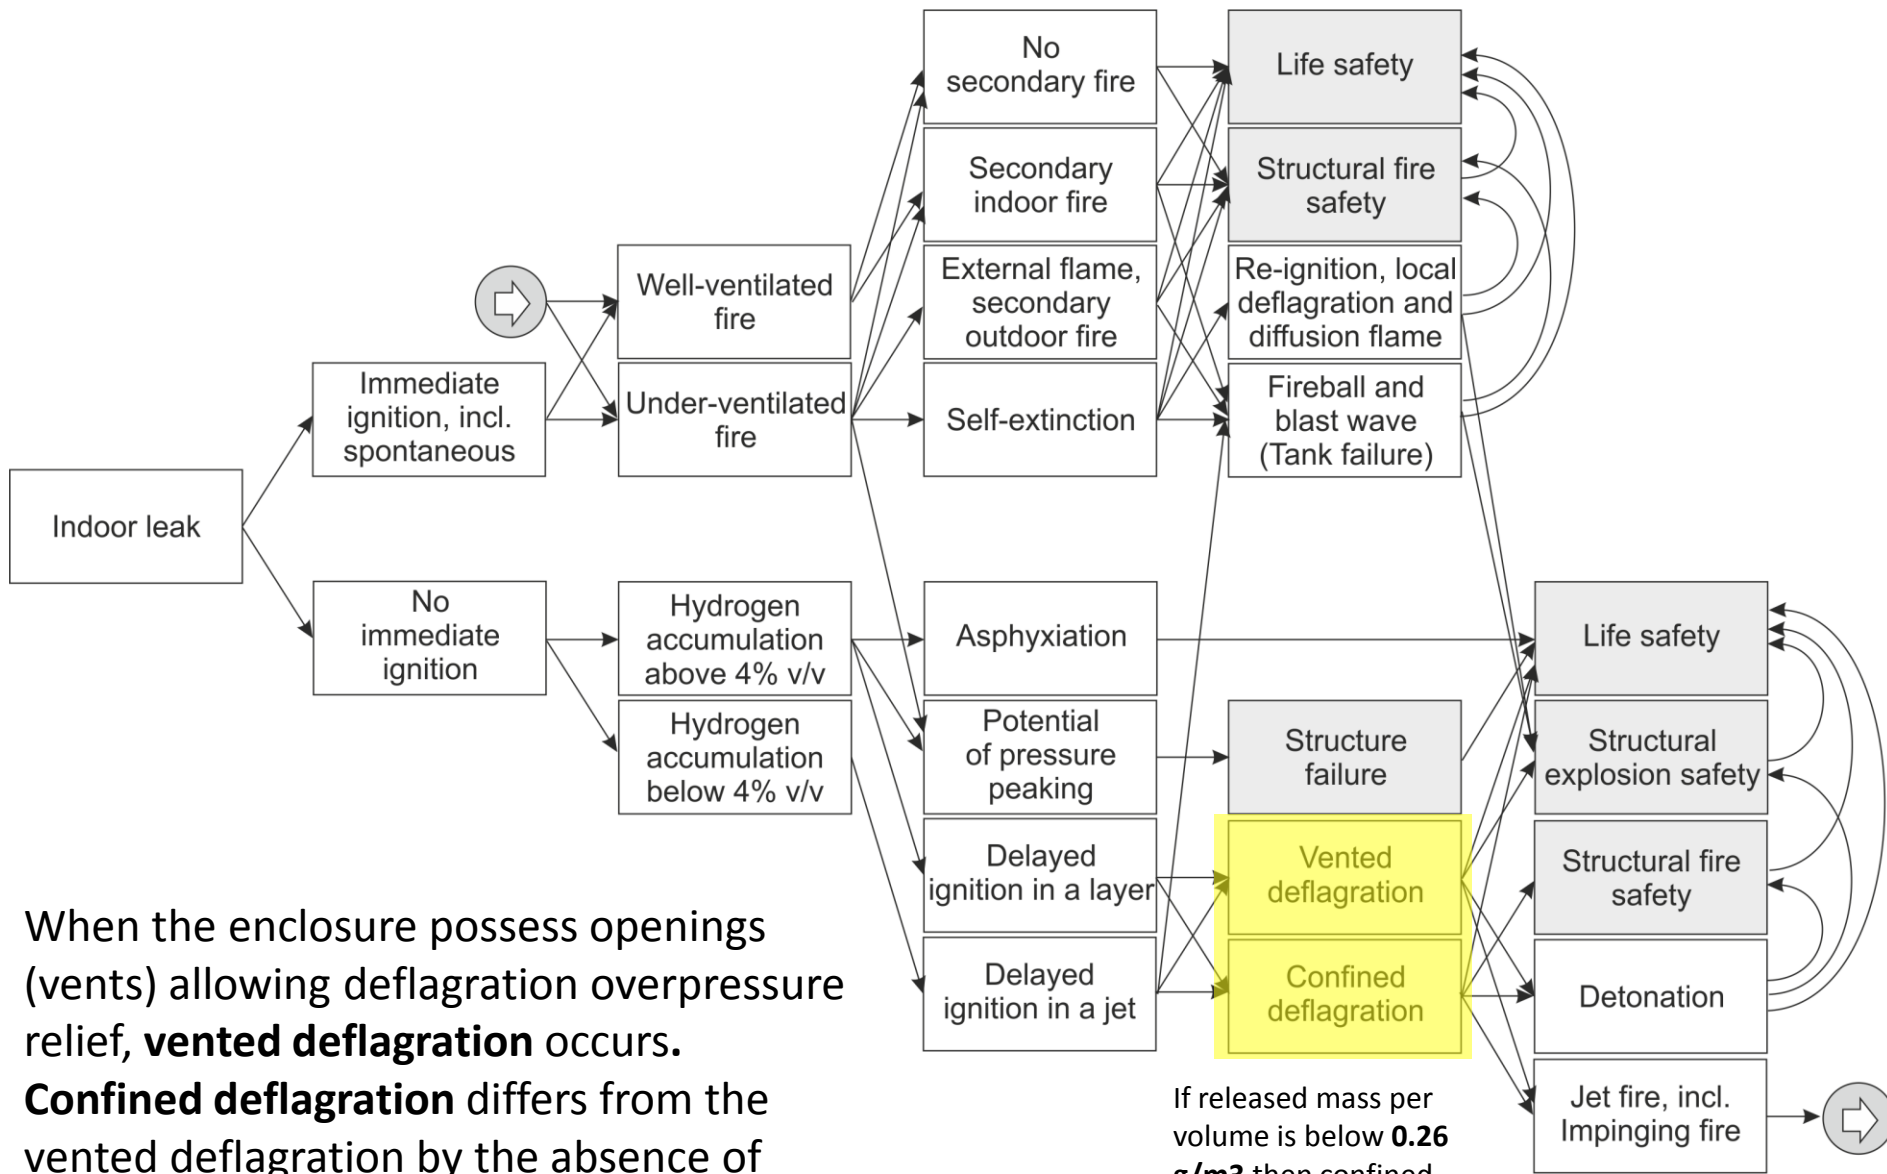 No
secondary fire
Life safety
Secondary
indoor fire
Structural fire
safety
Well-ventilated
fire
External flame,
secondary
outdoor fire
Re-ignition, local
deflagration and
diffusion flame
Immediate
ignition, incl.
spontaneous
Under-ventilated
fire
Self-extinction
Fireball and
blast wave
(Tank failure)
Indoor leak
No
immediate
ignition
Hydrogen
accumulation
above 4% v/v
Asphyxiation
Life safety
Hydrogen
accumulation
below 4% v/v
Potential
of pressure
peaking
Structure
failure
Structural
explosion safety
Delayed
ignition in a layer
Vented
deflagration
Structural fire
safety
Delayed
ignition in a jet
Confined
deflagration
Detonation
Jet fire, incl.
Impinging fire
When the enclosure possess openings
(vents) allowing deflagration overpressure
relief, vented deflagration occurs.
Confined deflagration differs from the
vented deflagration by the absence of
If released mass per
volume is below 0.26
g/m3 then confined